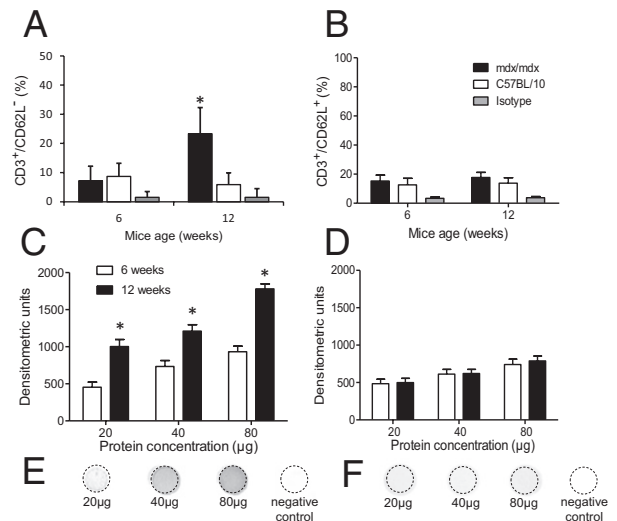 A
CD3+/CD62L- (%)
50
40
30
20
10
0
*
6
12
Mice age (weeks)
B
CD3+/CD62L+ (%)
100
80
60
40
20
0
mdx/mdx
C57BL/10
Isotype
6
12
Mice age (weeks)
C
Densitometric units
2000
1500
1000
500
0
6 weeks
12 weeks
*
*
*
20
40
80
Protein concentration (µg)
D
Densitometric units
2000
1500
1000
500
0
20
40
80
Protein concentration (µg)
E
20µg
40µg
80µg
negative
control
F
20µg
40µg
80µg
negative
control